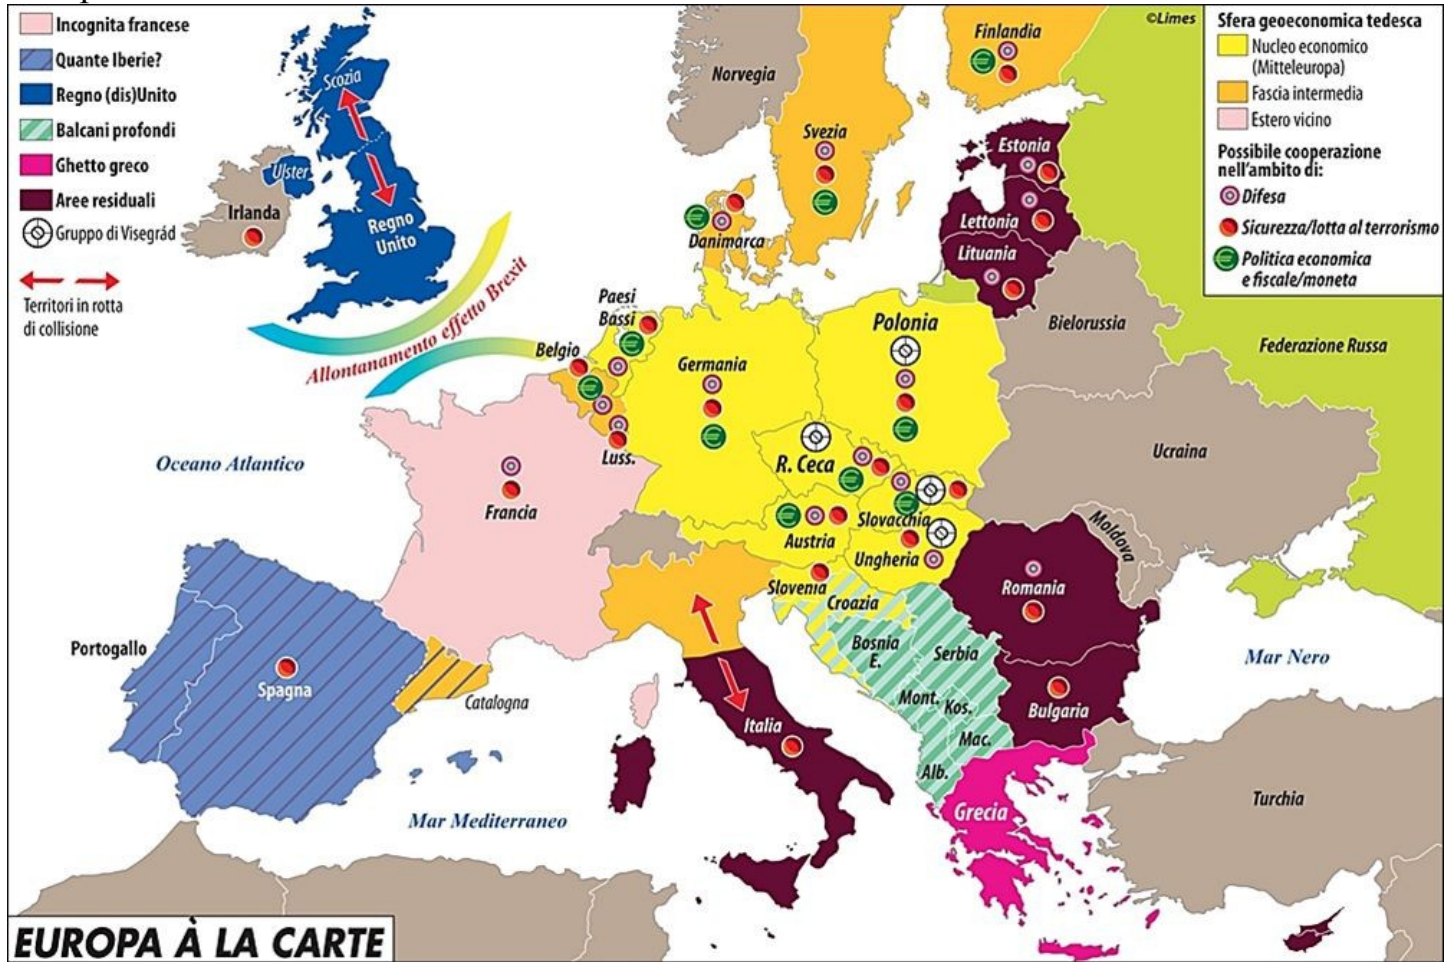 Incognita francese
Quante Iberie?
Regno (dis)Unito
Balcani profondi
Ghetto greco
Aree residuali
Gruppo di Visegrád
Territori in rotta
di collisione
©Limes
Sfera geoeconomica tedesca
Nucleo economico
(Mitteleuropa)
Fascia intermedia
Estero vicino
Possibile cooperazione
nell'ambito di:
Difesa
Sicurezza/lotta al terrorismo
Politica economica
e fiscale/moneta
Scozia
Ulster
Irlanda
Regno
Unito
Allontanamento effetto Brexit
Norvegia
Finlandia
Svezia
Danimarca
Estonia
Lettonia
Lituania
Bielorussia
Federazione Russa
Paesi
Bassi
Belgio
Luss.
Germania
Polonia
R. Ceca
Slovacchia
Austria
Ungheria
Ucraina
Moldova
Oceano Atlantico
Francia
Slovenia
Croazia
Bosnia
E.
Serbia
Mont.
Kos.
Mac.
Alb.
Romania
Bulgaria
Mar Nero
Portogallo
Spagna
Catalogna
Italia
Grecia
Turchia
Mar Mediterraneo
EUROPA À LA CARTE